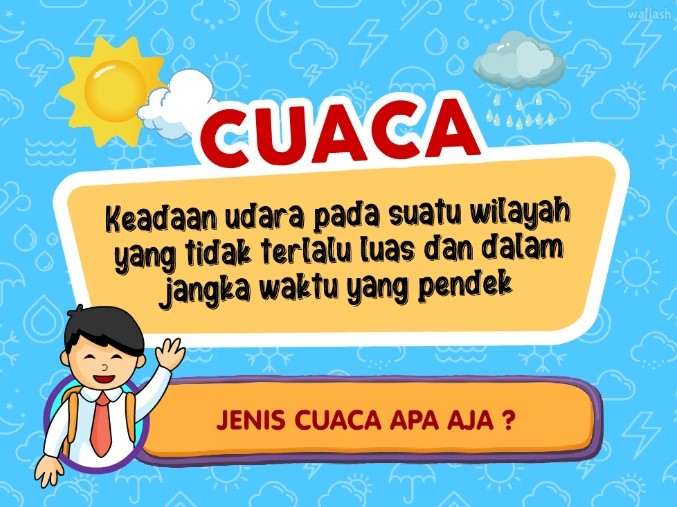 waflash
CUACA
Keadaan udara pada suatu wilayah
yang tidak terlalu luas dan dalam
jangka waktu yang pendek
JENIS CUACA APA AJA ?